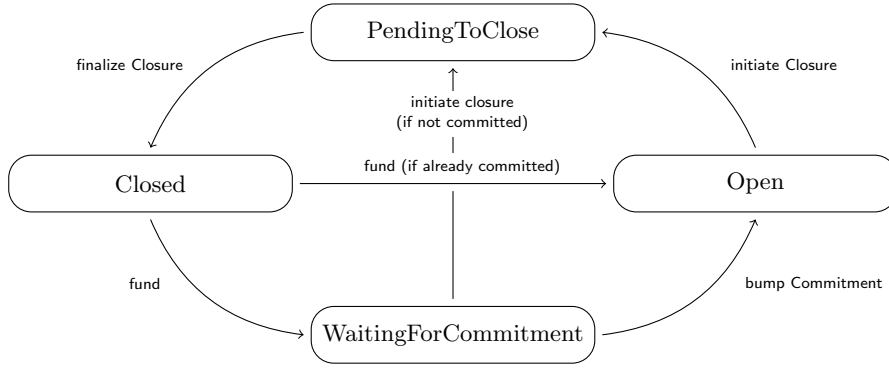 PendingToClose
finalize Closure
initiate Closure
initiate closure
(if not committed)
fund (if already committed)
Closed
Open
fund
bump Commitment
WaitingForCommitment